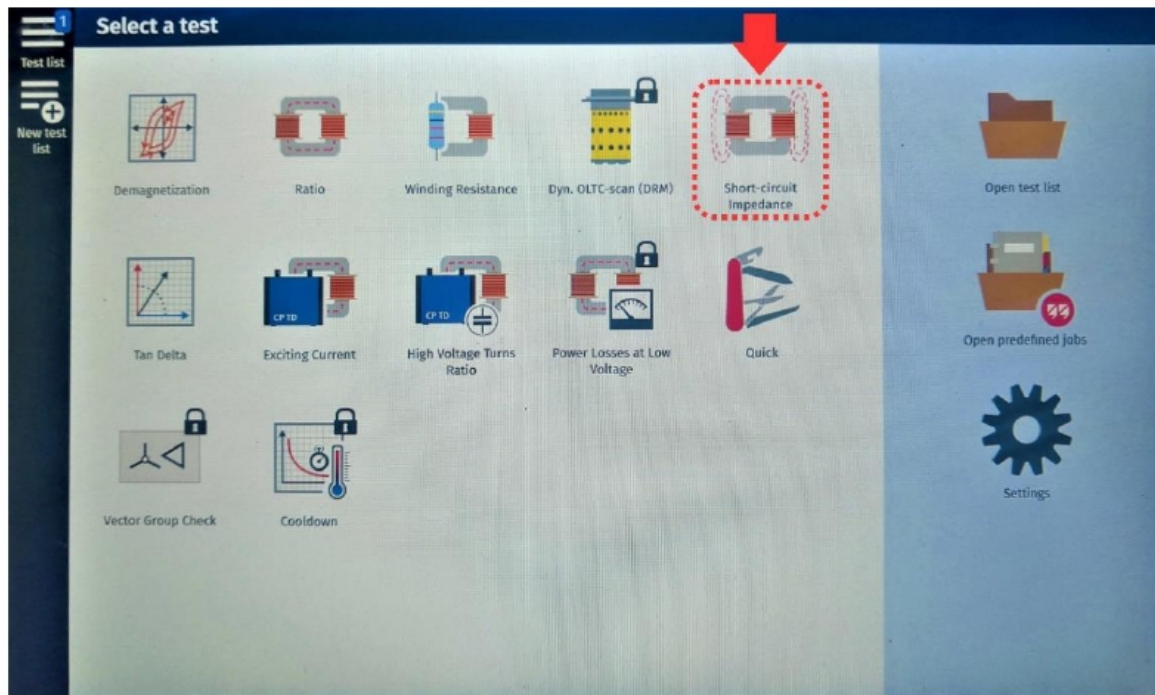 1
Select a test
Test list
New test
list
Demagnetization
Ratio
Winding Resistance
Dyn. OLTC-scan (DRM)
Short-circuit
Impedance
Open test list
Tan Delta
CP TD
Exciting Current
CP TD
High Voltage Turns
Ratio
Power Losses at Low
Voltage
Quick
Open predefined jobs
Vector Group Check
Cooldown
Settings